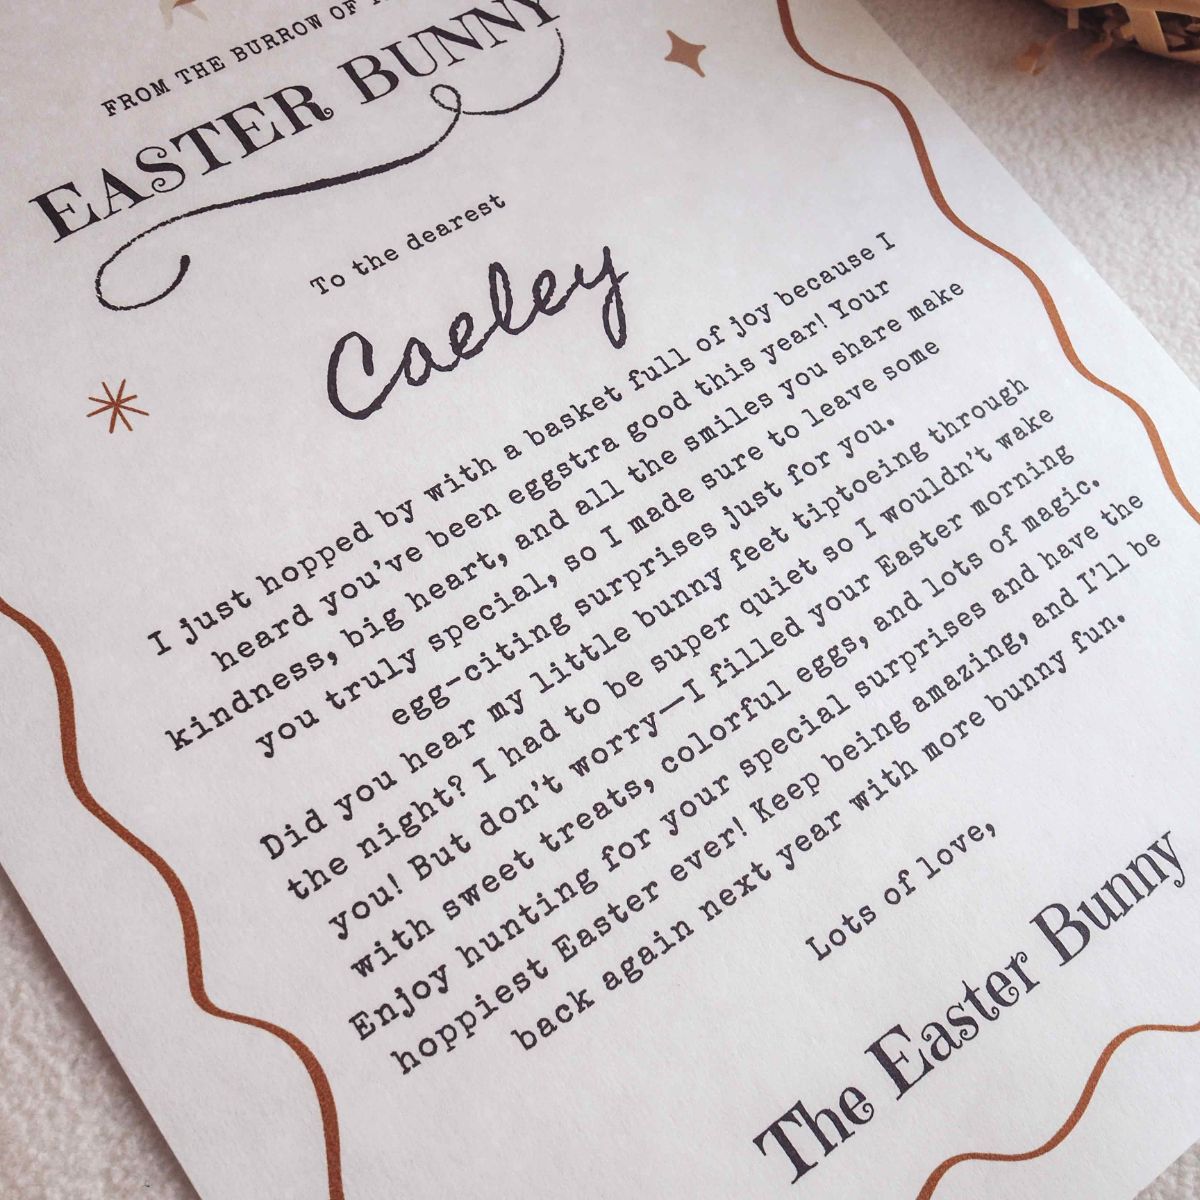 FROM THE BURROW OF
EASTER BUNNY
To the dearest
Caeley
I just hopped by with a basket full of joy because I
heard you've been eggstra good this year! Your
kindness, big heart, and all the smiles you share make
you truly special, so I made sure to leave some
egg-citing surprises just for you.
Did you hear my little bunny feet tiptoeing through
the night? I had to be super quiet so I wouldn't wake
you! But don't worry—I filled your Easter morning
with sweet treats, colorful eggs, and lots of magic.
Enjoy hunting for your special surprises and have the
hoppiest Easter ever! Keep being amazing, and I'll be
back again next year with more bunny fun.
Lots of love,
The Easter Bunny